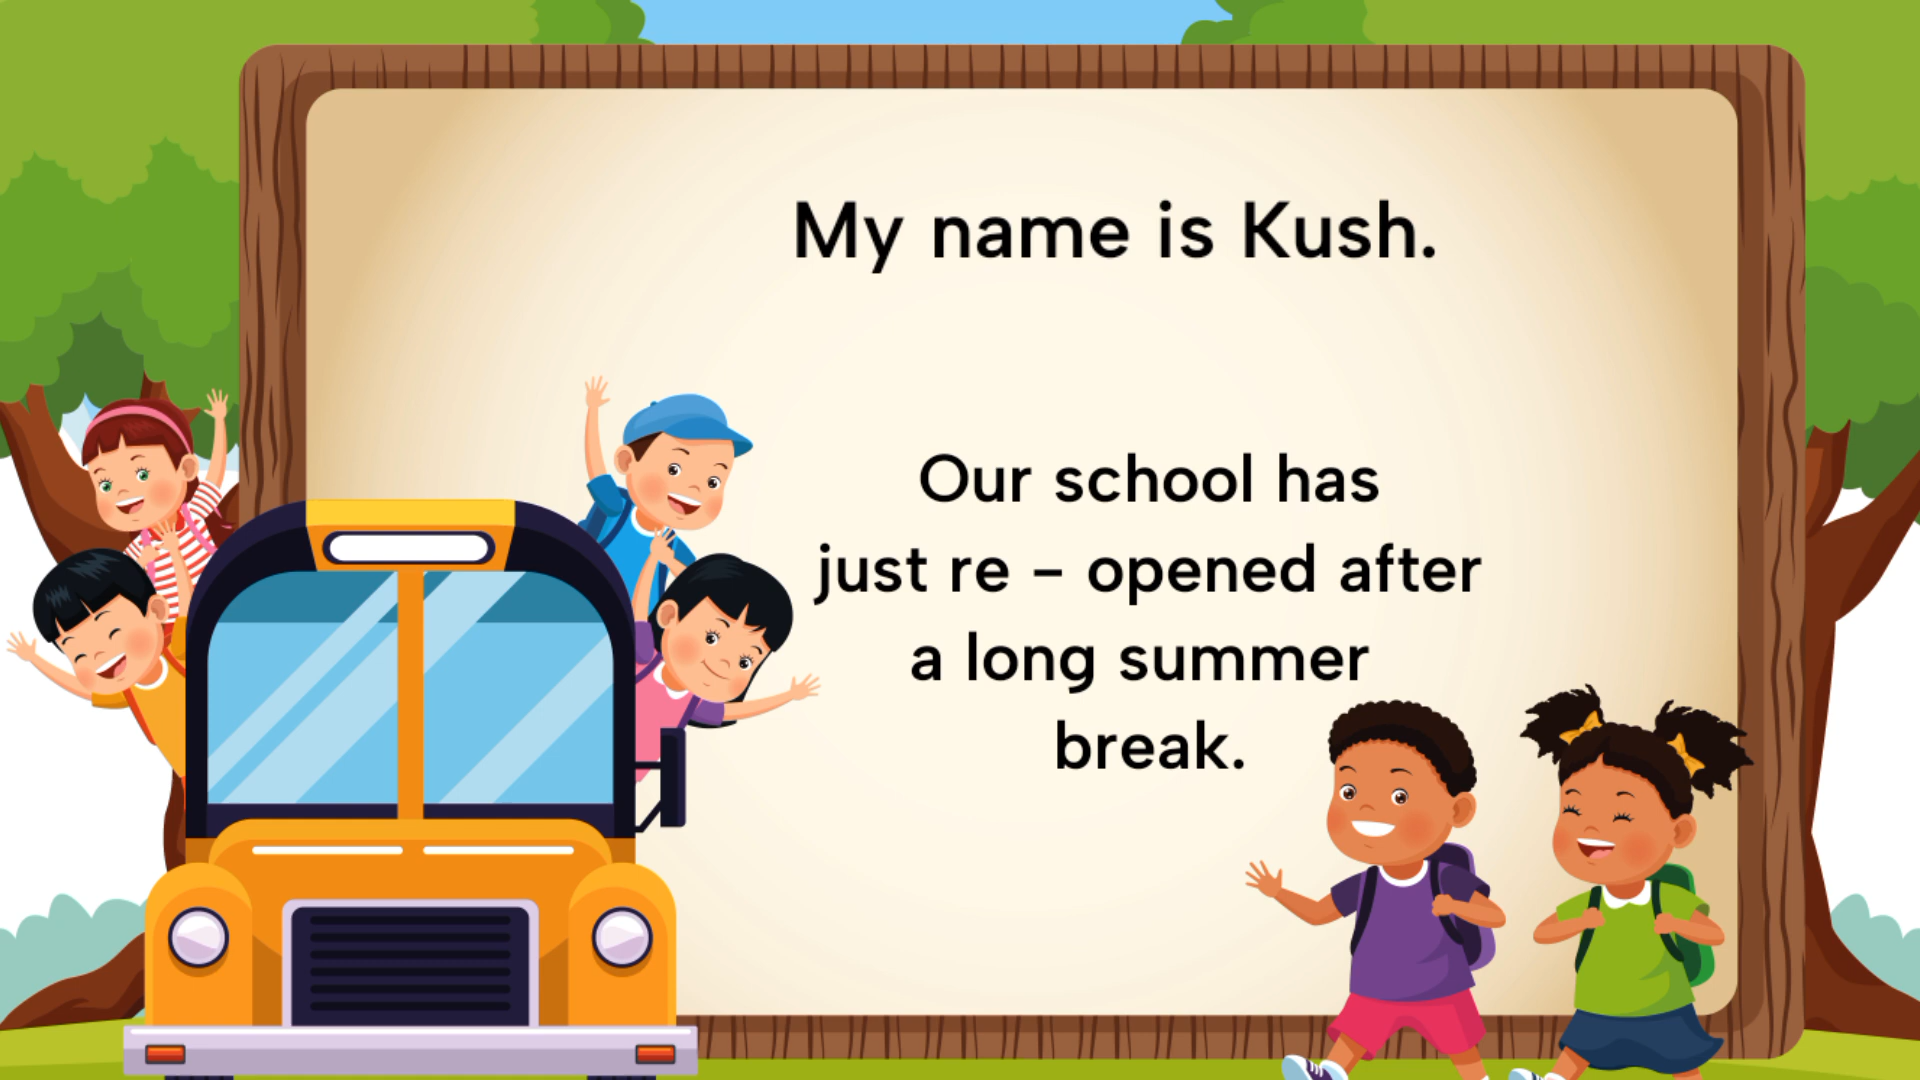 My name is Kush.
Our school has
just re – opened after
a long summer
break.